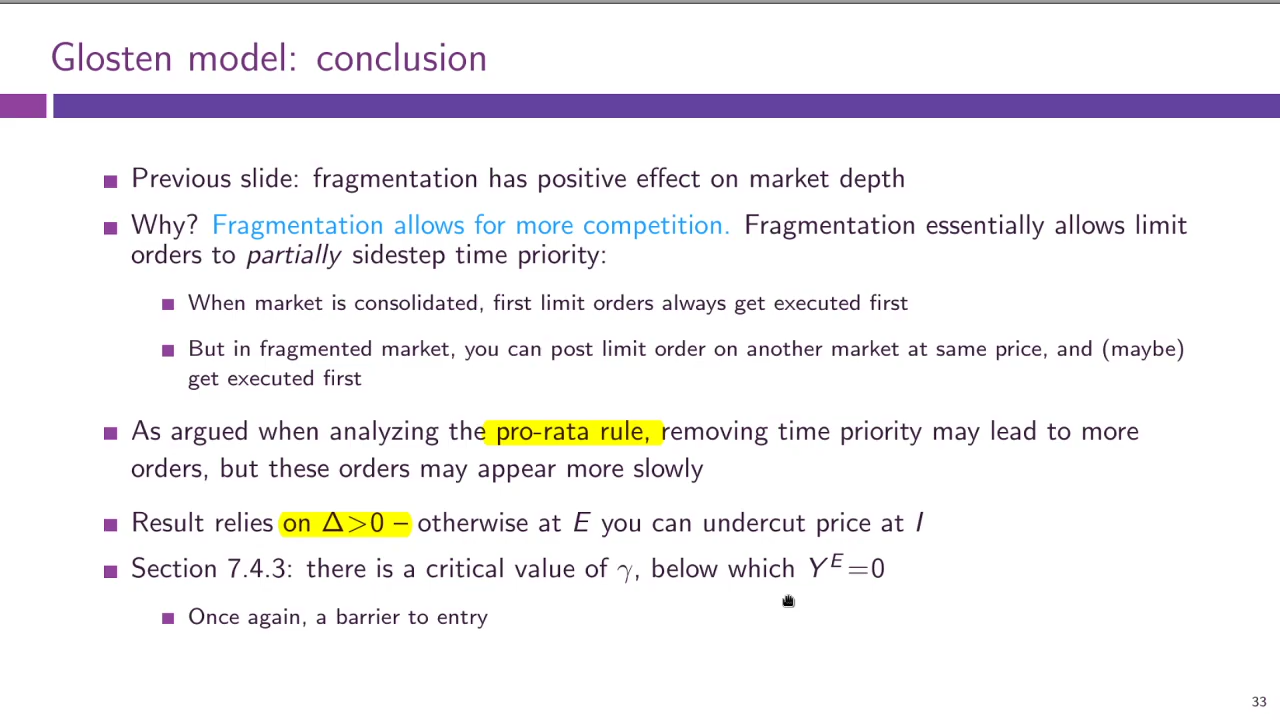 Glosten model: conclusion
Previous slide: fragmentation has positive effect on market depth
Why? Fragmentation allows for more competition. Fragmentation essentially allows limit
orders to partially sidestep time priority:
When market is consolidated, first limit orders always get executed first
But in fragmented market, you can post limit order on another market at same price, and (maybe)
get executed first
As argued when analyzing the pro-rata rule, removing time priority may lead to more
orders, but these orders may appear more slowly
Result relies on Δ>0 – otherwise at E you can undercut price at I
Section 7.4.3: there is a critical value of γ, below which Y^E=0
Once again, a barrier to entry
33